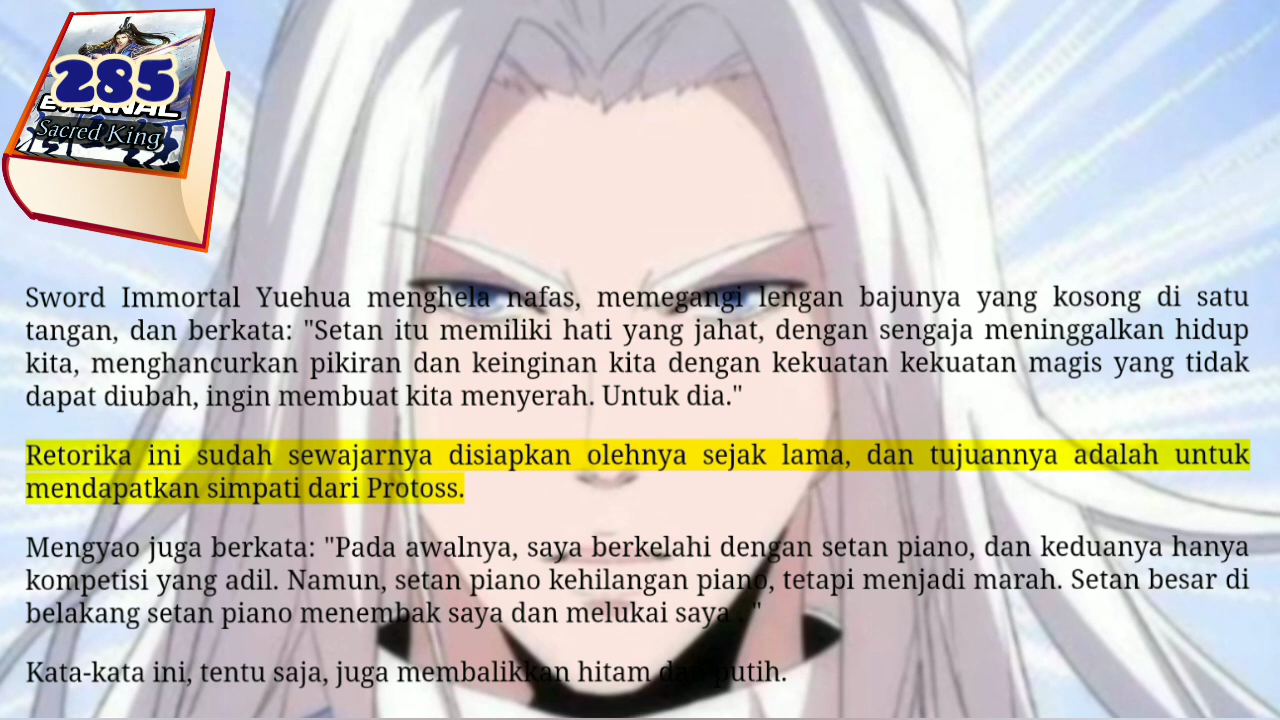 285
ETERNAL
Sacred King
Sword Immortal Yuehua menghela nafas, memegangi lengan bajunya yang kosong di satu
tangan, dan berkata: "Setan itu memiliki hati yang jahat, dengan sengaja meninggalkan hidup
kita, menghancurkan pikiran dan keinginan kita dengan kekuatan kekuatan magis yang tidak
dapat diubah, ingin membuat kita menyerah. Untuk dia."
Retorika ini sudah sewajarnya disiapkan olehnya sejak lama, dan tujuannya adalah untuk
mendapatkan simpati dari Protoss.
Mengyao juga berkata: "Pada awalnya, saya berkelahi dengan setan piano, dan keduanya hanya
kompetisi yang adil. Namun, setan piano kehilangan piano, tetapi menjadi marah. Setan besar di
belakang setan piano menembak saya dan melukai saya . "
Kata-kata ini, tentu saja, juga membalikkan hitam dan putih.